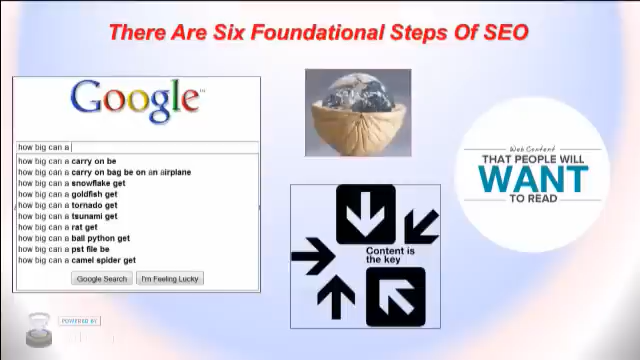 There Are Six Foundational Steps Of SEO
Google™
how big can a
how big can a carry on be
how big can a carry on bag be on an airplane
how big can a snowflake get
how big can a goldfish get
how big can a tornado get
how big can a tsunami get
how big can a rat get
how big can a ball python get
how big can a pst file be
how big can a camel spider get
Google Search
I'm Feeling Lucky
Content is
the key
Web Content
THAT PEOPLE WILL
WANT
TO READ
POWERED BY